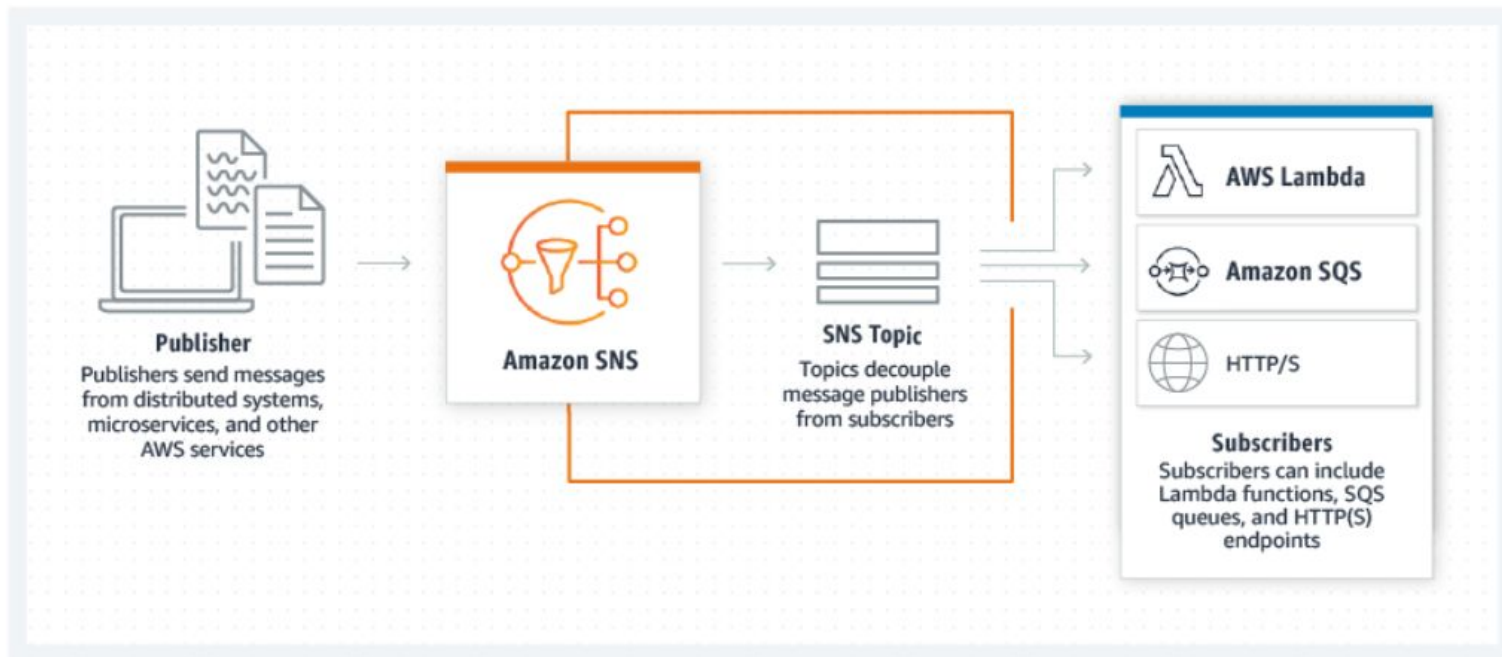 Publisher
Publishers send messages
from distributed systems,
microservices, and other
AWS services
Amazon SNS
SNS Topic
Topics decouple
message publishers
from subscribers
AWS Lambda
Amazon SQS
HTTP/S
Subscribers
Subscribers can include
Lambda functions, SQS
queues, and HTTP(S)
endpoints